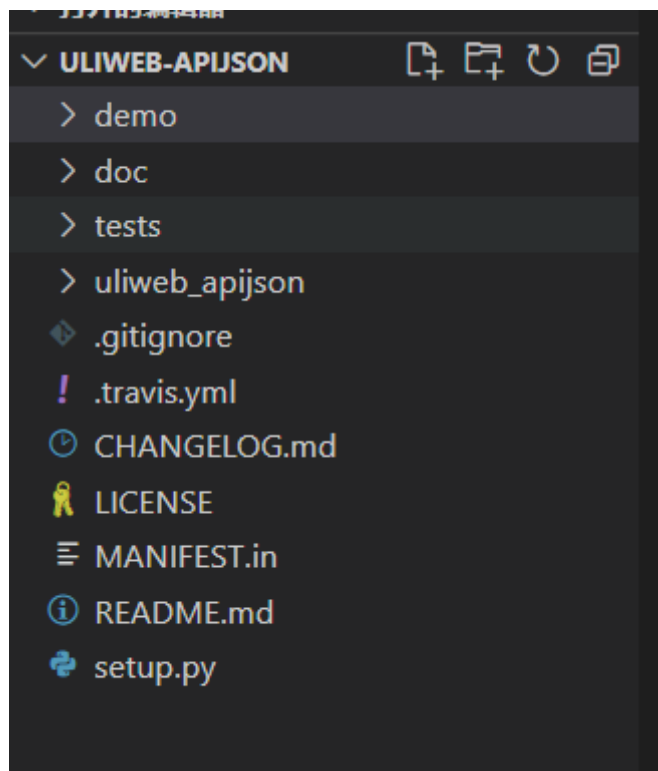 ULIWEB-APIJSON
demo
doc
tests
uliweb_apijson
.gitignore
.travis.yml
CHANGELOG.md
LICENSE
MANIFEST.in
README.md
setup.py